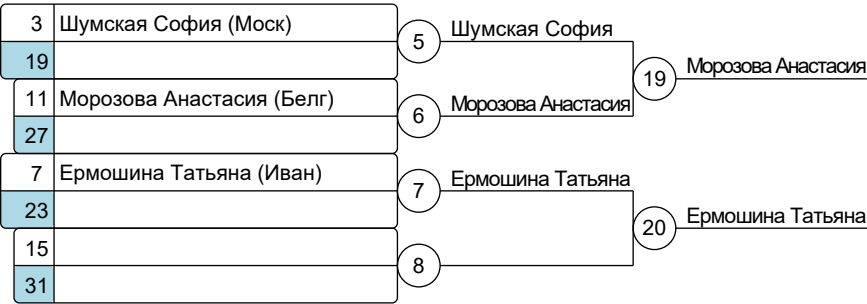 3 Шумская София (Моск)
19
5 Шумская София
11 Морозова Анастасия (Белг)
27
6 Морозова Анастасия
19 Морозова Анастасия
7 Ермошина Татьяна (Иван)
23
7 Ермошина Татьяна
15
31
8
20 Ермошина Татьяна